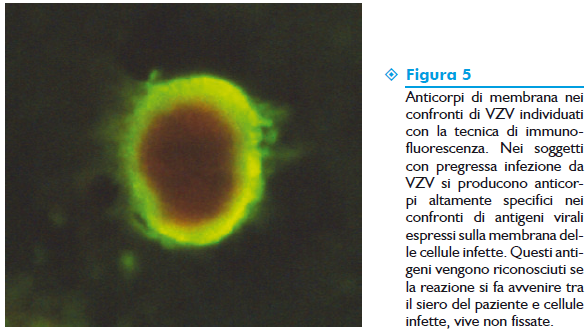 Figura 5
Anticorpi di membrana nei
confronti di VZV individuati
con la tecnica di immuno-
fluorescenza. Nei soggetti
con pregressa infezione da
VZV si producono anticor-
pi altamente specifici nei
confronti di antigeni virali
espressi sulla membrana del-
le cellule infette. Questi anti-
geni vengono riconosciuti se
la reazione si fa avvenire tra
il siero del paziente e cellule
infette, vive non fissate.